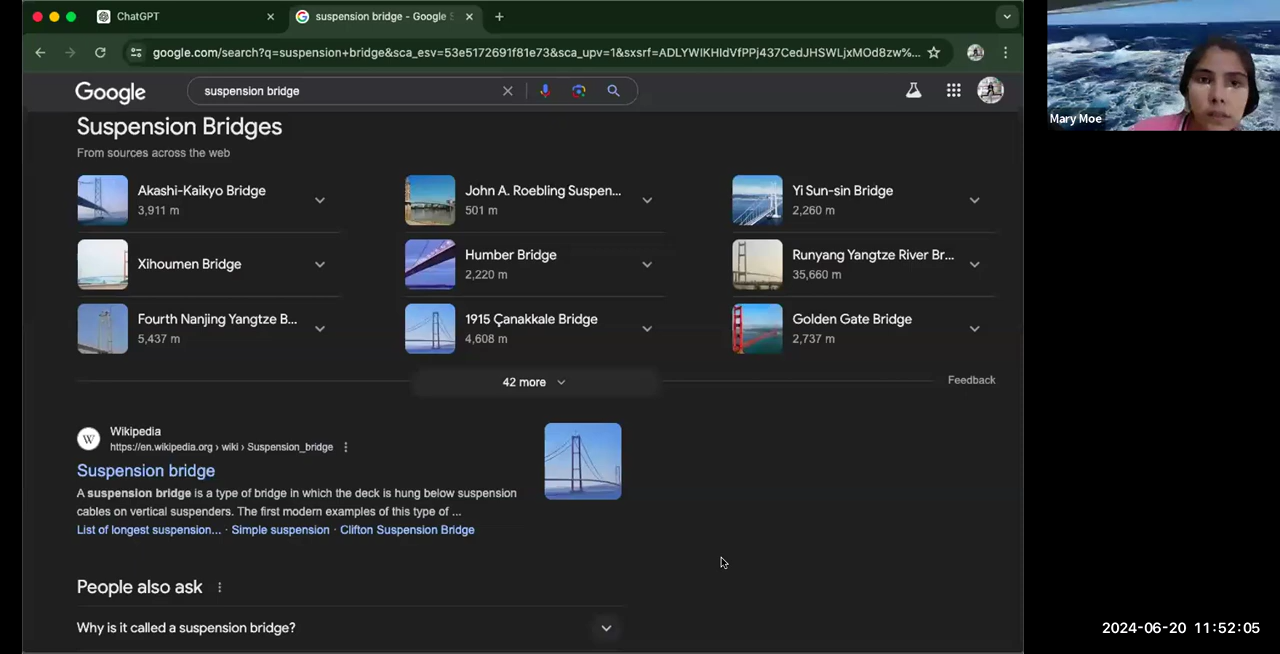 ChatGPT
suspension bridge - Google S
google.com/search?q=suspension+bridge&sca_esv=53e5172691f81e73&sca_upv=1&sxsrf=ADLYWIKHIdVfPPj437CedJHSWLjxMOd8zw%...
Google
suspension bridge
Mary Moe
Suspension Bridges
From sources across the web
Akashi-Kaikyo Bridge
3,911 m
John A. Roebling Suspen...
501 m
Yi Sun-sin Bridge
2,260 m
Xihoumen Bridge
Humber Bridge
2,220 m
Runyang Yangtze River Br...
35,660 m
Fourth Nanjing Yangtze B...
5,437 m
1915 Çanakkale Bridge
4,608 m
Golden Gate Bridge
2,737 m
42 more
Feedback
W
Wikipedia
https://en.wikipedia.org › wiki › Suspension_bridge
Suspension bridge
A suspension bridge is a type of bridge in which the deck is hung below suspension
cables on vertical suspenders. The first modern examples of this type of ...
List of longest suspension... · Simple suspension · Clifton Suspension Bridge
People also ask
Why is it called a suspension bridge?
2024-06-20 11:52:05